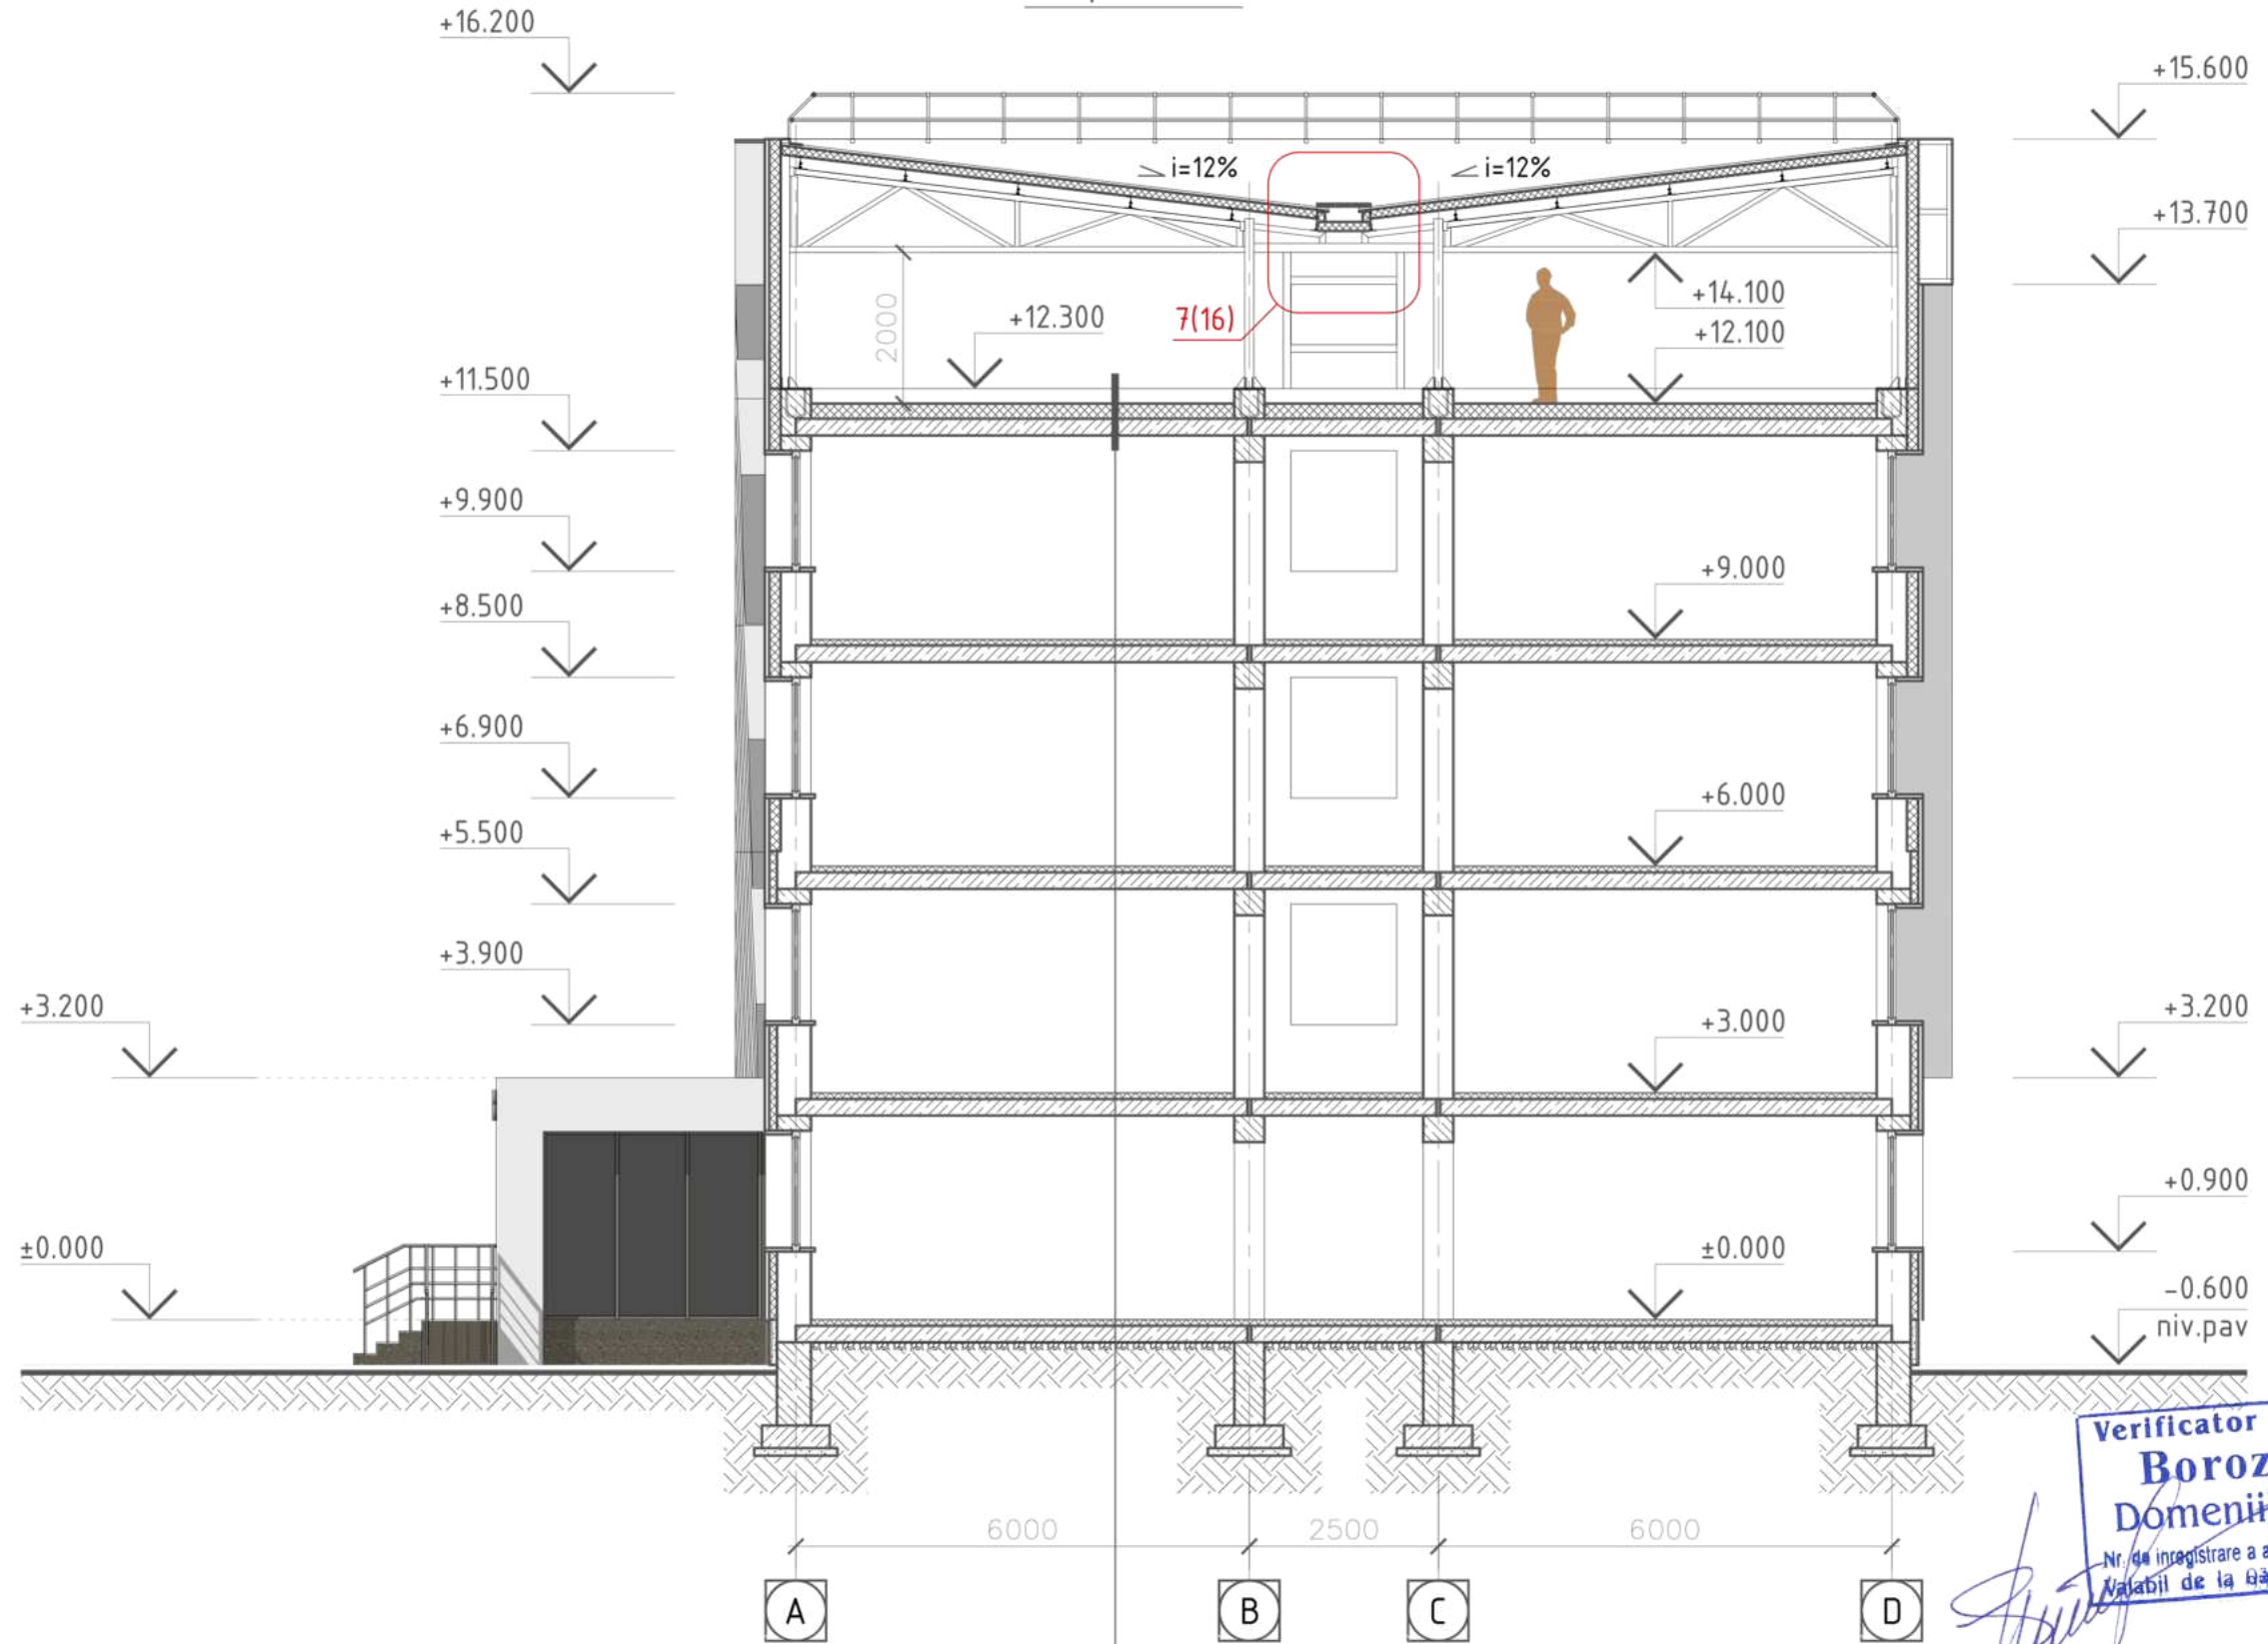 +16.200
+15.600
i=12%
i=12%
+13.700
+14.100
+12.300
7(16)
+12.100
2000
+11.500
+9.900
+9.000
+8.500
+6.900
+6.000
+5.500
+3.900
+3.200
+3.000
+3.200
+0.900
±0.000
±0.000
-0.600
niv.pav
Verificator
Boroz
Domenii
Nr. de inregistrare a a
Valabil de la
6000
2500
6000
A
B
C
D